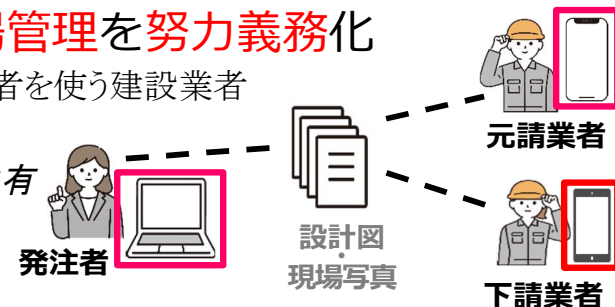 場管理を努力義務化
者を使う建設業者
有
元請業者
発注者
設計図
・
現場写真
下請業者